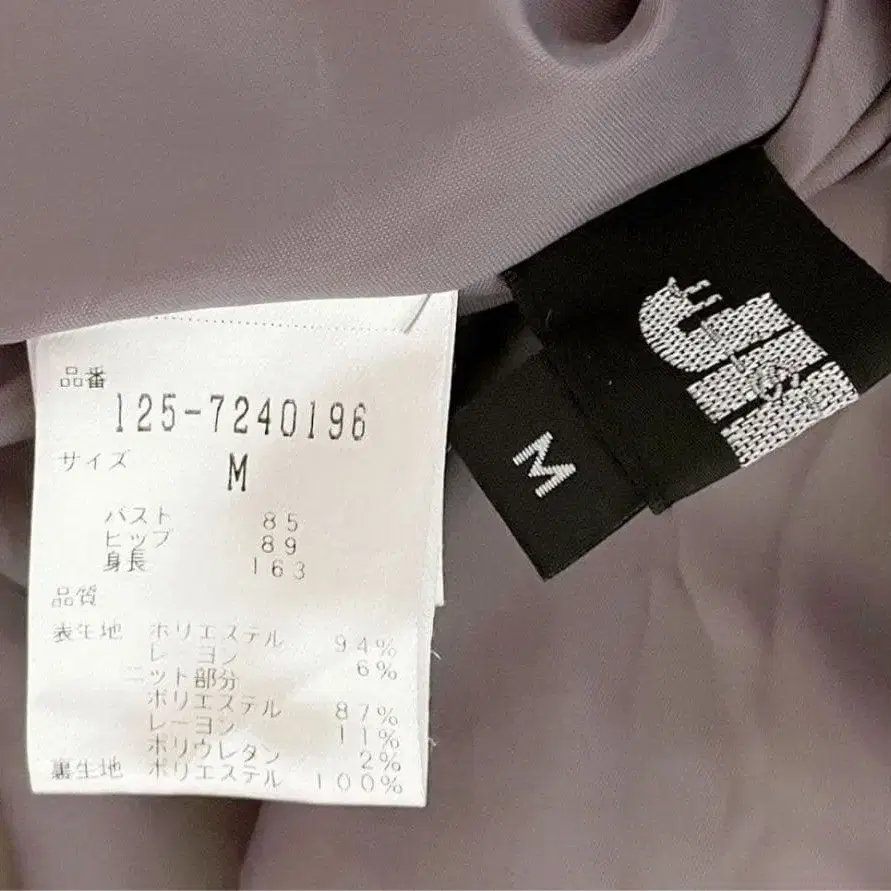 品番
125-7240196
サイズ
M
バスト 85
ヒップ 89
身長 163
品質
表生地 ポリエステル 94%
レーヨン 6%
ニット部分
ポリエステル 87%
レーヨン 11%
ポリウレタン 2%
裏生地 ポリエステル 100%
M